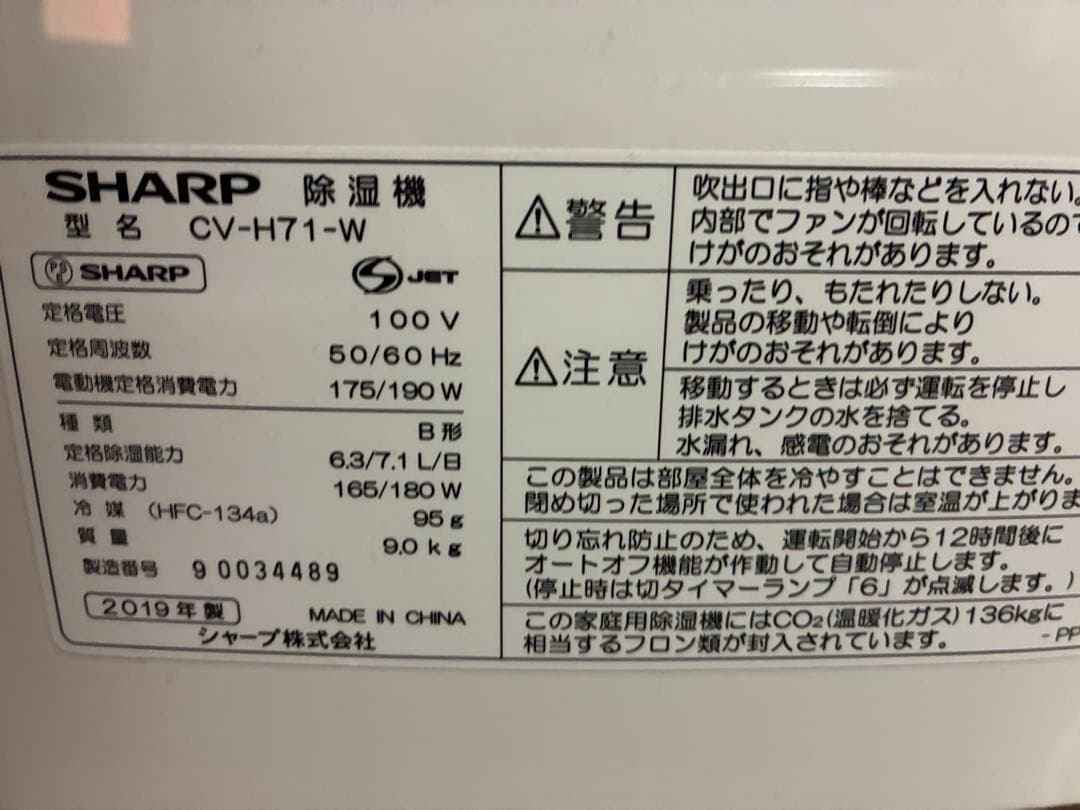 SHARP 除湿機
型名 CV-H71-W
PSE SHARP S JET
定格電圧 100 V
定格周波数 50/60 Hz
電動機定格消費電力 175/190 W
種類 B形
定格除湿能力 6.3/7.1 L/日
消費電力 165/180 W
冷媒 (HFC-134a) 95 g
質量 9.0 kg
製造番号 9 0034489
2019年製 MADE IN CHINA
シャープ株式会社
⚠警告
吹出口に指や棒などを入れない。
内部でファンが回転しているので
けがのおそれがあります。
⚠注意
乗ったり、もたれたりしない。
製品の移動や転倒により
けがのおそれがあります。
移動するときは必ず運転を停止し
排水タンクの水を捨てる。
水漏れ、感電のおそれがあります。
この製品は部屋全体を冷やすことはできません。
閉め切った場所で使われた場合は室温が上がりま
切り忘れ防止のため、運転開始から12時間後に
オートオフ機能が作動して自動停止します。
(停止時は切タイマーランプ「6」が点滅します。)
この家庭用除湿機にはCO₂(温暖化ガス)136kgに
相当するフロン類が封入されています。 -PP